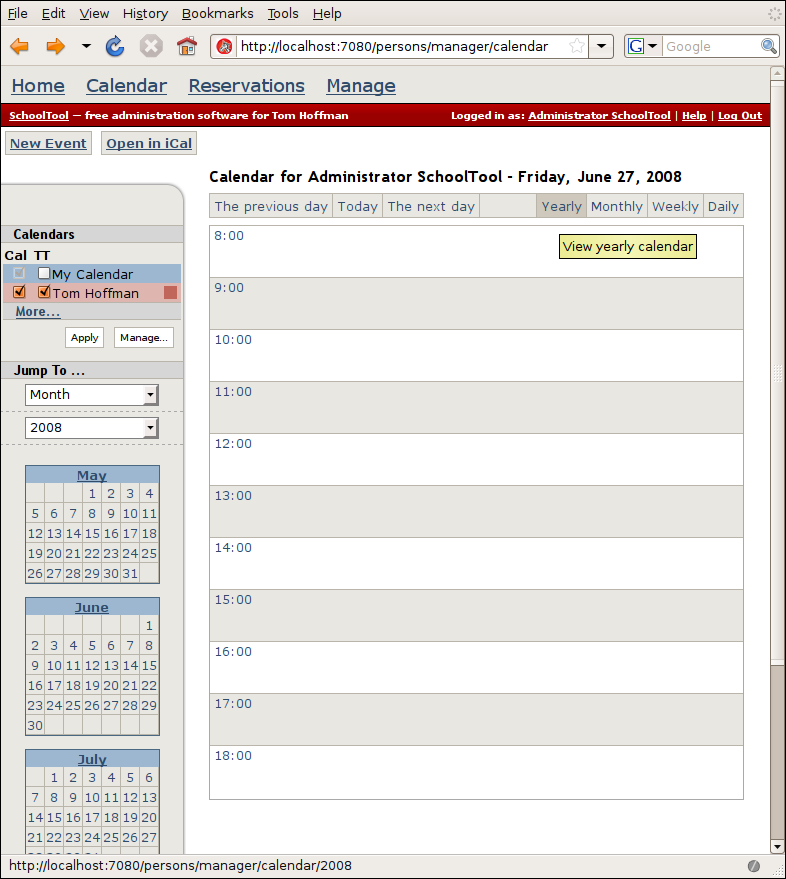 File Edit View History Bookmarks Tools Help
http://localhost:7080/persons/manager/calendar
G Google
Home Calendar Reservations Manage
SchoolTool — free administration software for Tom Hoffman Logged in as: Administrator SchoolTool | Help | Log Out
New Event Open in iCal
Calendar for Administrator SchoolTool - Friday, June 27, 2008
The previous day Today The next day Yearly Monthly Weekly Daily
View yearly calendar
Calendars
Cal TT
My Calendar
Tom Hoffman
More...
Apply Manage...
Jump To ...
Month
2008
May
1 2 3 4
5 6 7 8 9 10 11
12 13 14 15 16 17 18
19 20 21 22 23 24 25
26 27 28 29 30 31
June
1
2 3 4 5 6 7 8
9 10 11 12 13 14 15
16 17 18 19 20 21 22
23 24 25 26 27 28 29
30
July
1 2 3 4 5 6
7 8 9 10 11 12 13
14 15 16 17 18 19 20
21 22 23 24 25 26 27
8:00
9:00
10:00
11:00
12:00
13:00
14:00
15:00
16:00
17:00
18:00
http://localhost:7080/persons/manager/calendar/2008